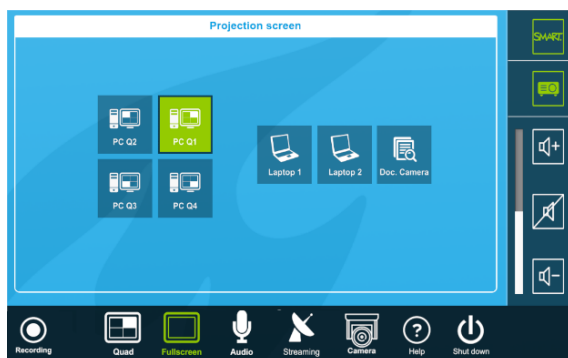 Projection screen
SMART
PC Q2
PC Q1
Laptop 1
Laptop 2
Doc. Camera
PC Q3
PC Q4
Recording
Quad
Fullscreen
Audio
Streaming
Camera
Help
Shut down